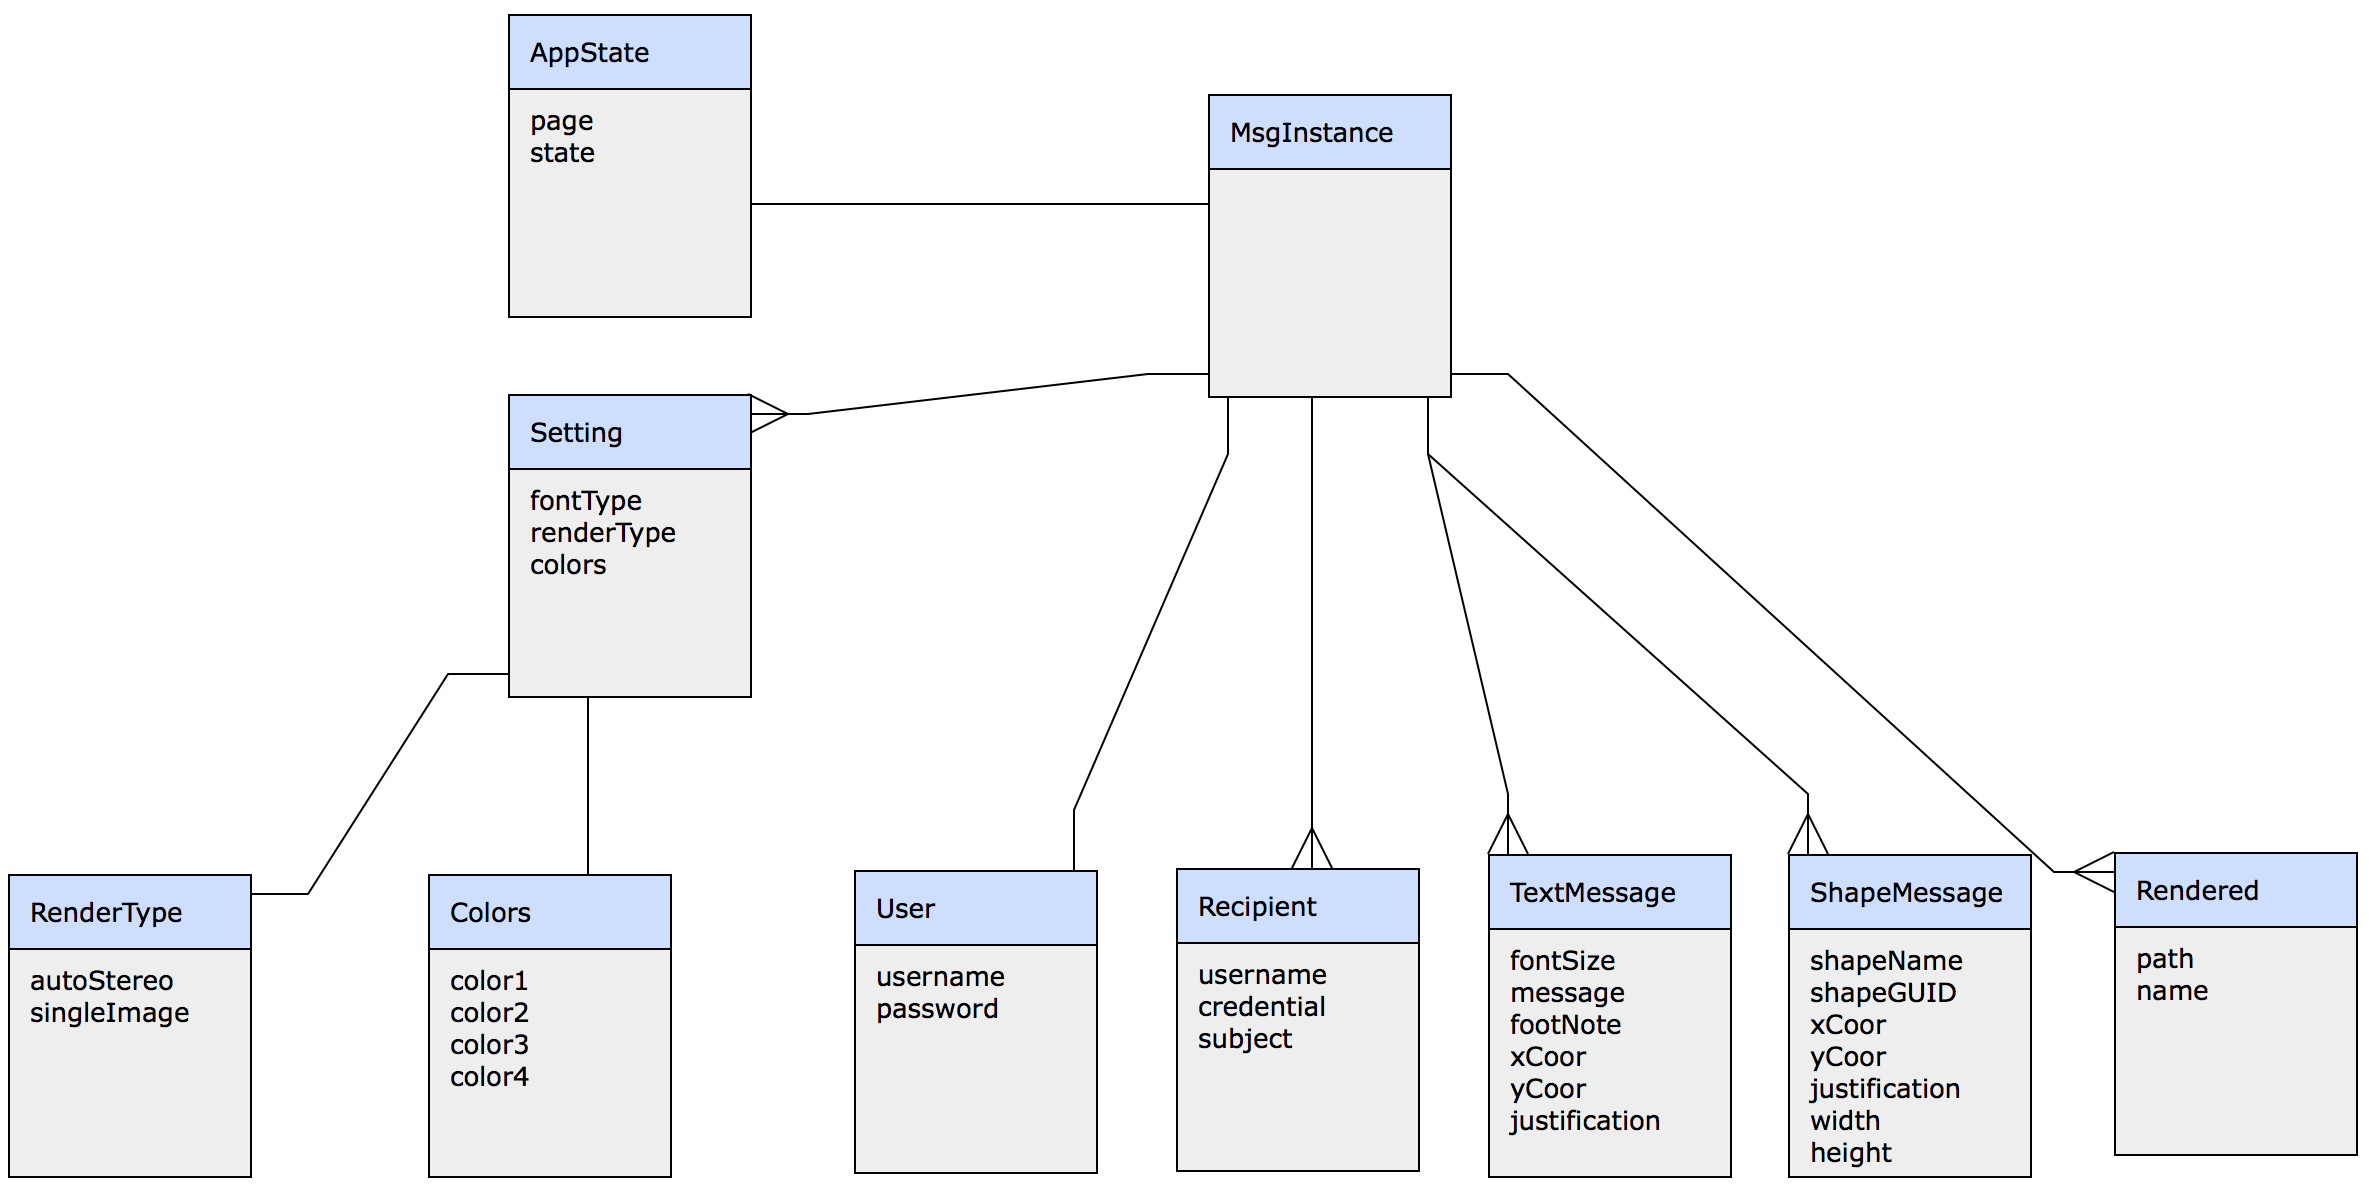 AppState
page
state
MsgInstance
Setting
fontType
renderType
colors
RenderType
autoStereo
singleImage
Colors
color1
color2
color3
color4
User
username
password
Recipient
username
credential
subject
TextMessage
fontSize
message
footNote
xCoor
yCoor
justification
ShapeMessage
shapeName
shapeGUID
xCoor
yCoor
justification
width
height
Rendered
path
name